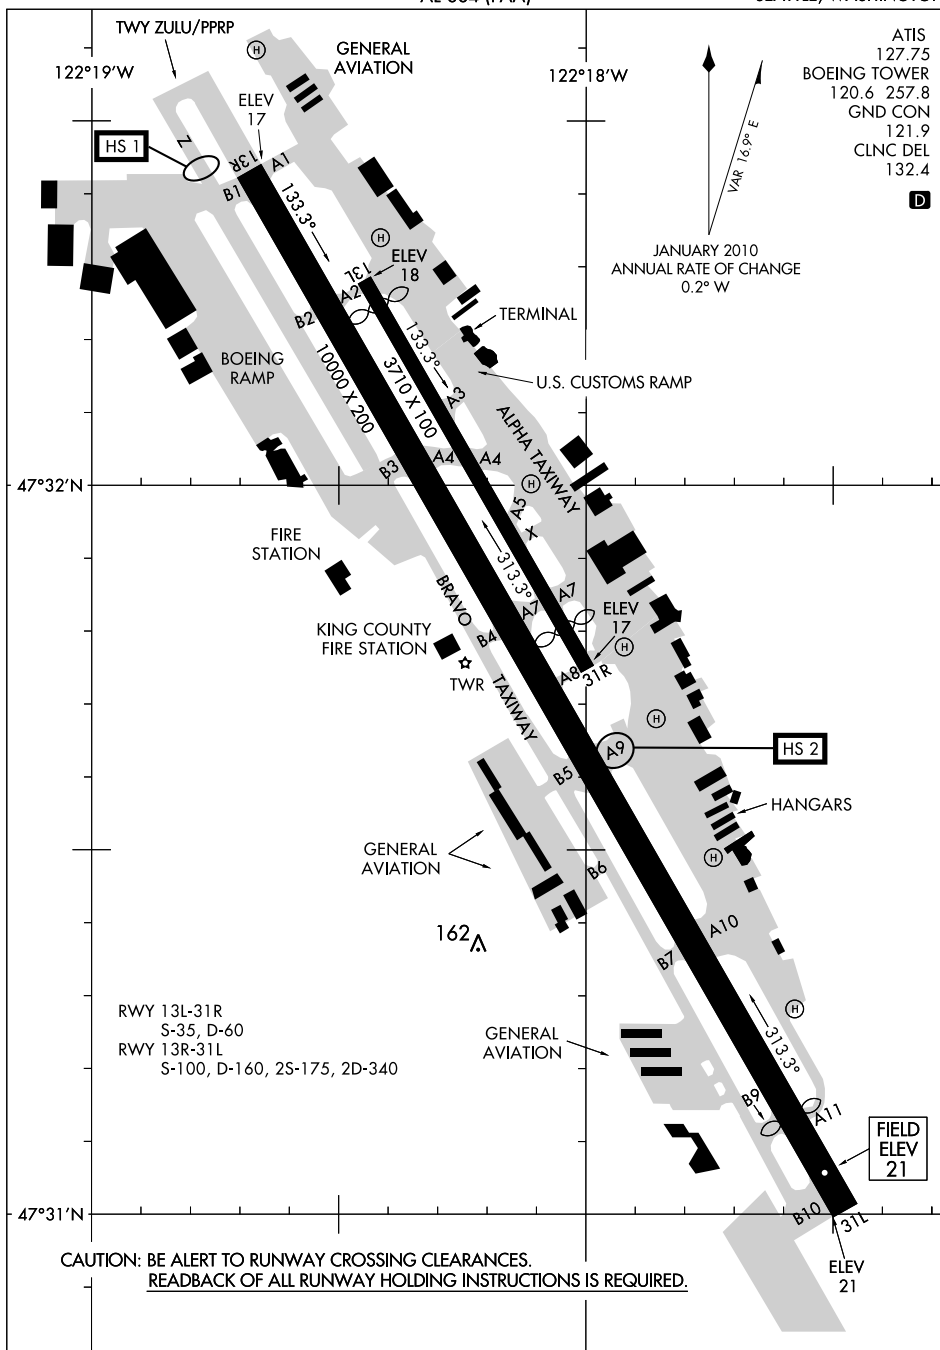 TWY ZULU/PPRP
122°19'W
GENERAL
AVIATION
122°18'W
ATIS
127.75
BOEING TOWER
120.6 257.8
GND CON
121.9
CLNC DEL
132.4
D
VAR 16.9° E
JANUARY 2010
ANNUAL RATE OF CHANGE
0.2° W
H
ELEV
17
HS 1
Z
13R
A1
B1
133.3°
H
ELEV
18
13L
A2
B2
TERMINAL
BOEING
RAMP
10000 X 200
3710 X 100
133.3°
U.S. CUSTOMS RAMP
A3
ALPHA TAXIWAY
B3
A4
A4
47°32'N
H
A5
X
FIRE
STATION
313.3°
BRAVO
TAXIWAY
A7
A7
ELEV
17
KING COUNTY
FIRE STATION
B4
H
TWR
A8
31R
H
A9
HS 2
B5
HANGARS
GENERAL
AVIATION
B6
H
162
A10
B7
RWY 13L-31R
S-35, D-60
RWY 13R-31L
S-100, D-160, 2S-175, 2D-340
GENERAL
AVIATION
H
313.3°
B9
A11
FIELD
ELEV
21
47°31'N
B10
31L
ELEV
21
CAUTION: BE ALERT TO RUNWAY CROSSING CLEARANCES.
READBACK OF ALL RUNWAY HOLDING INSTRUCTIONS IS REQUIRED.